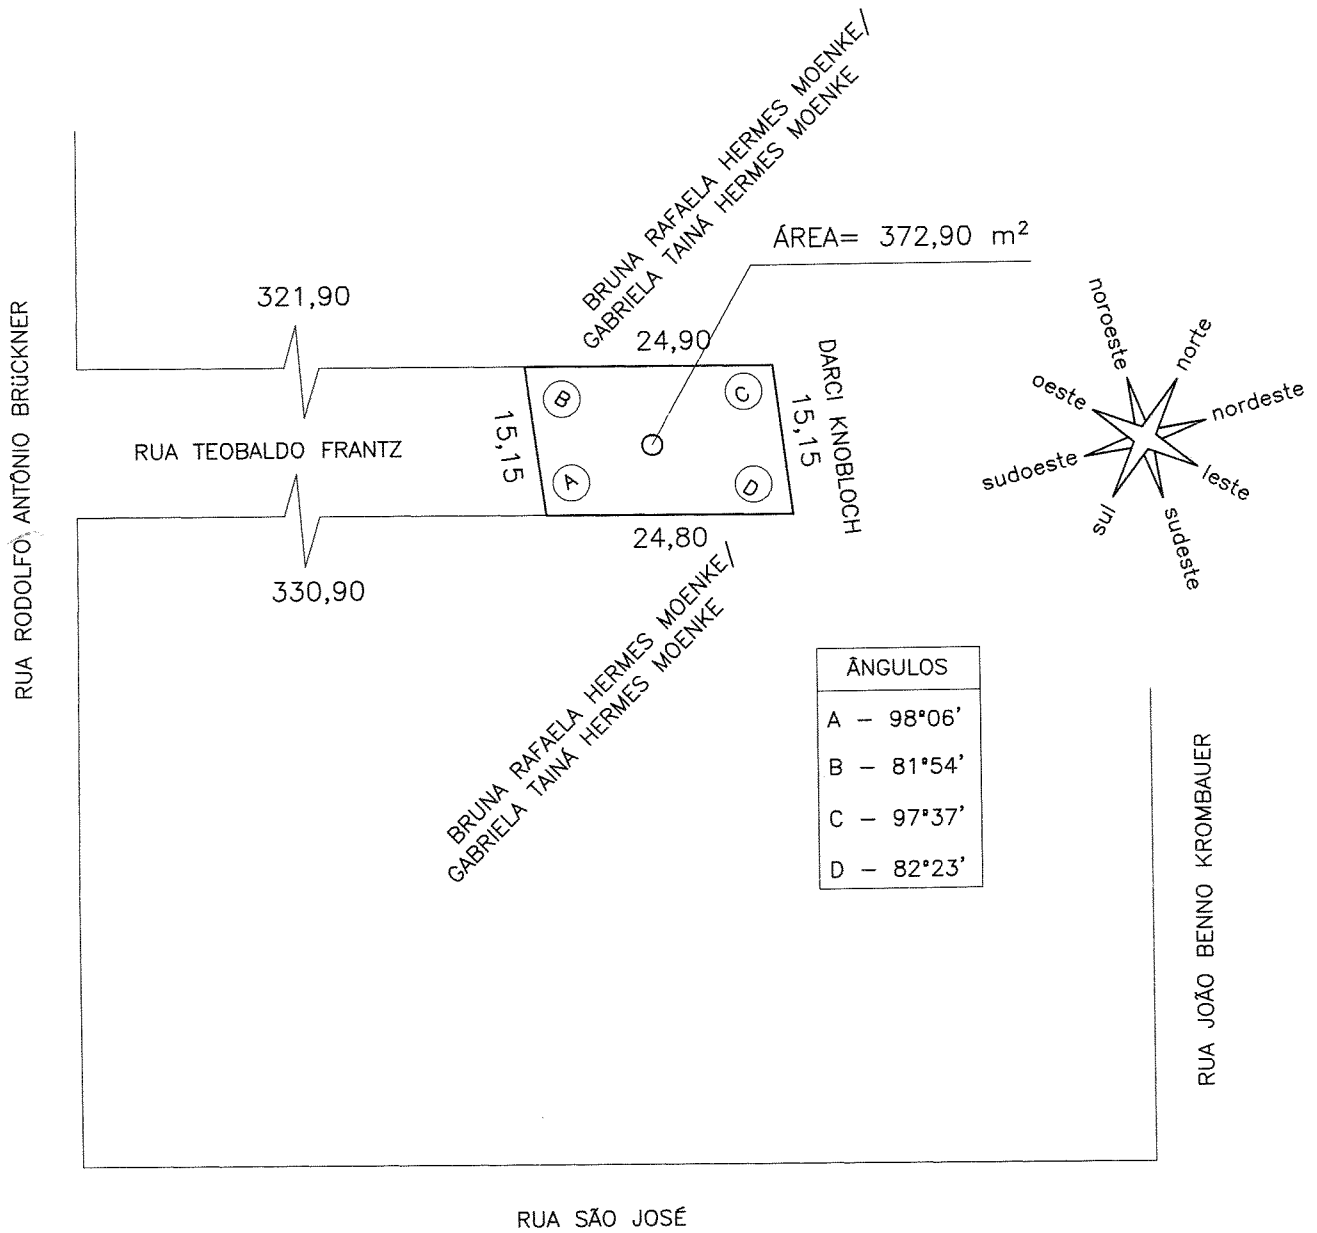 BRUNA RAFAELA HERMES MOENKE/
GABRIELA TAINÁ HERMES MOENKE
ÁREA= 372,90 m²
321,90
24,90
RUA RODOLFO ANTÔNIO BRüCKNER
RUA TEOBALDO FRANTZ
15,15
B
C
A
D
15,15
DARCI KNOBLOCH
24,80
330,90
noroeste
norte
oeste
nordeste
sudoeste
leste
sul
sudeste
BRUNA RAFAELA HERMES MOENKE/
GABRIELA TAINÁ HERMES MOENKE
ÂNGULOS
A – 98°06'
B – 81°54'
C – 97°37'
D – 82°23'
RUA JOÃO BENNO KROMBAUER
RUA SÃO JOSÉ